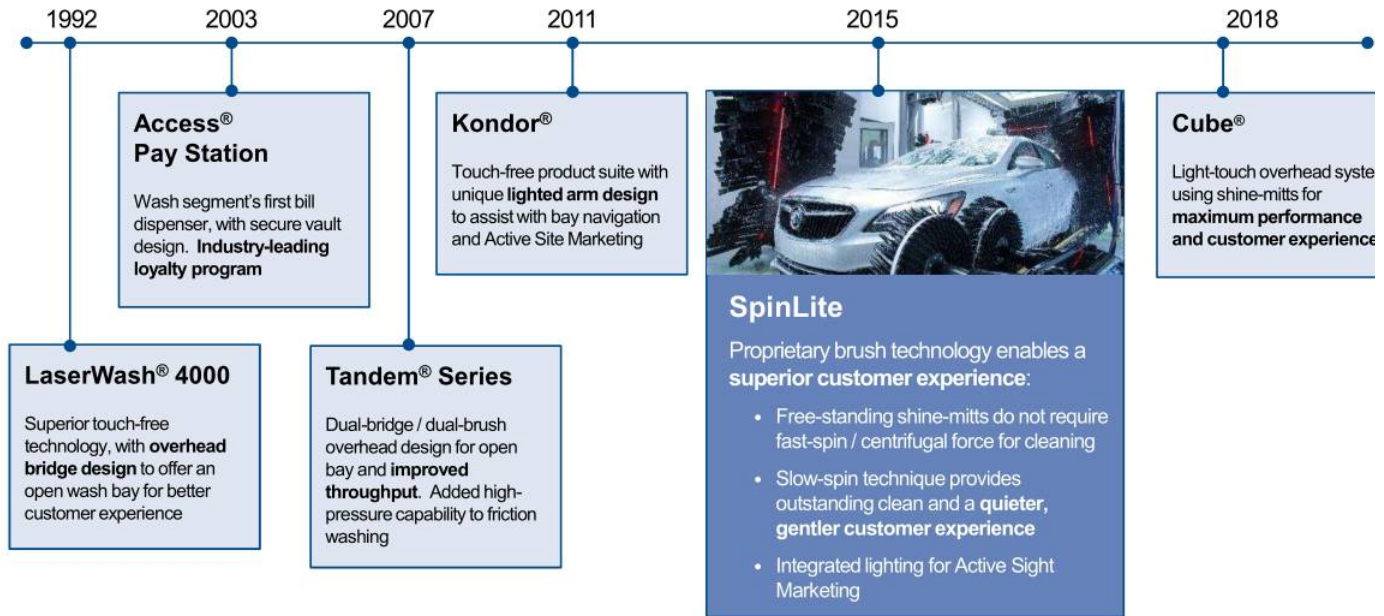 1992
2003
2007
2011
2015
2018
Access®
Pay Station
Wash segment's first bill
dispenser, with secure vault
design. Industry-leading
loyalty program
Kondor®
Touch-free product suite with
unique lighted arm design
to assist with bay navigation
and Active Site Marketing
Cube®
Light-touch overhead syste
using shine-mitts for
maximum performance
and customer experience
LaserWash® 4000
Superior touch-free
technology, with overhead
bridge design to offer an
open wash bay for better
customer experience
Tandem® Series
Dual-bridge / dual-brush
overhead design for open
bay and improved
throughput. Added high-
pressure capability to friction
washing
SpinLite
Proprietary brush technology enables a
superior customer experience:
• Free-standing shine-mitts do not require
fast-spin / centrifugal force for cleaning
• Slow-spin technique provides
outstanding clean and a quieter,
gentler customer experience
• Integrated lighting for Active Sight
Marketing